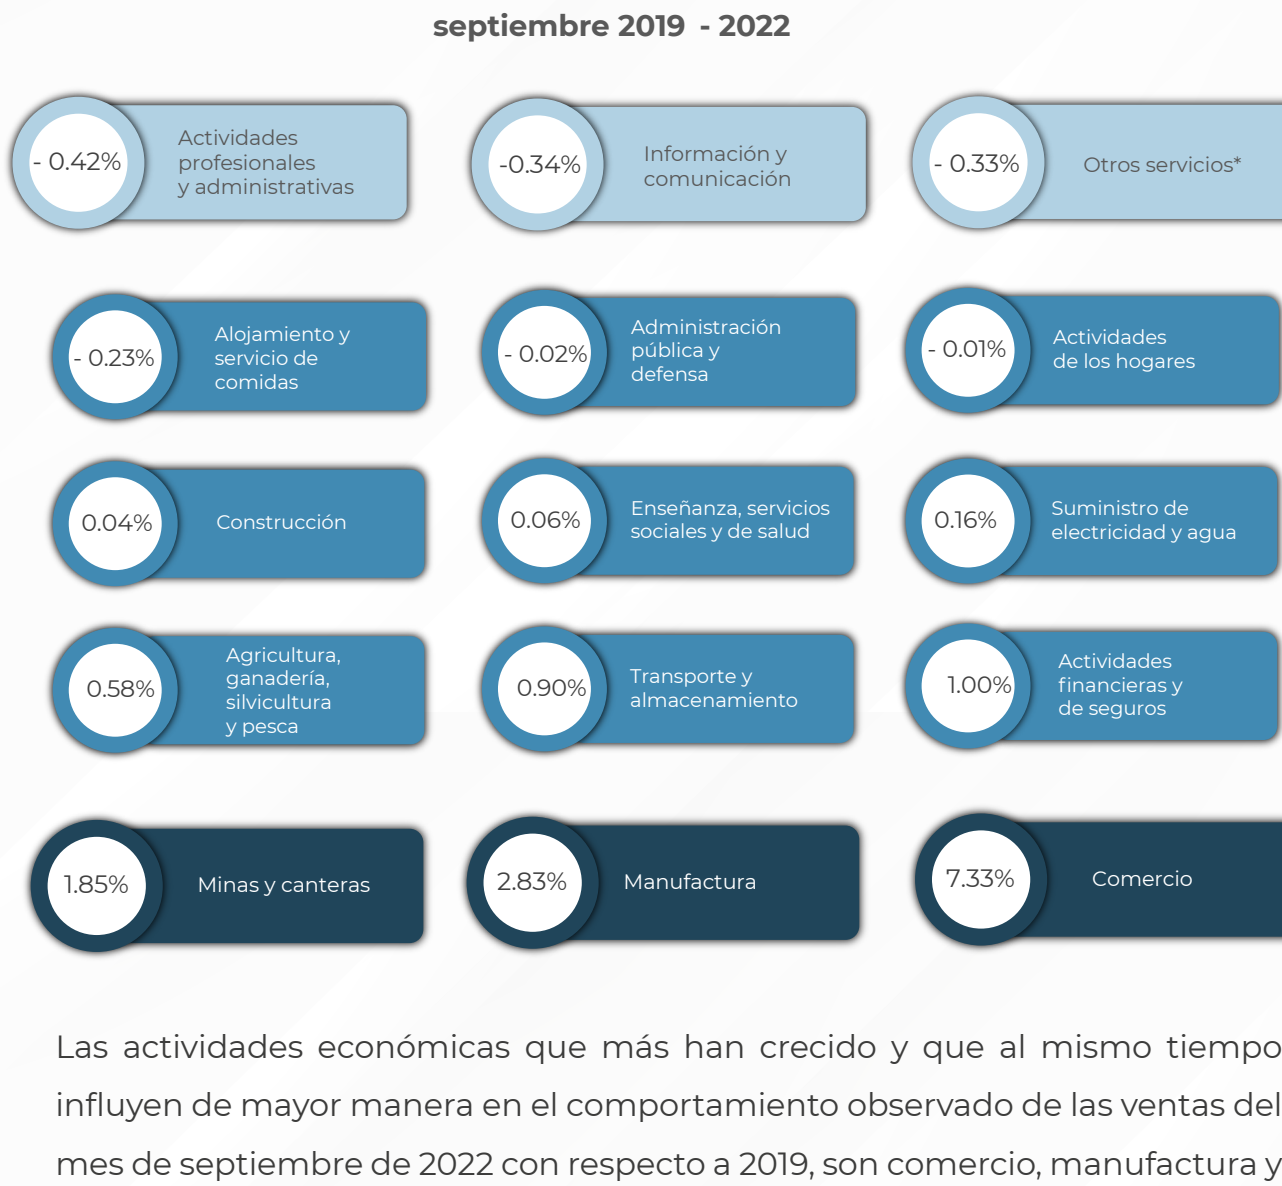 septiembre 2019 - 2022
- 0.42%
Actividades
profesionales
y administrativas
-0.34%
Información y
comunicación
- 0.33%
Otros servicios*
- 0.23%
Alojamiento y
servicio de
comidas
- 0.02%
Administración
pública y
defensa
- 0.01%
Actividades
de los hogares
0.04%
Construcción
0.06%
Enseñanza, servicios
sociales y de salud
0.16%
Suministro de
electricidad y agua
0.58%
Agricultura,
ganadería,
silvicultura
y pesca
0.90%
Transporte y
almacenamiento
1.00%
Actividades
financieras y
de seguros
1.85%
Minas y canteras
2.83%
Manufactura
7.33%
Comercio
Las actividades económicas que más han crecido y que al mismo tiempo
influyen de mayor manera en el comportamiento observado de las ventas del
mes de septiembre de 2022 con respecto a 2019, son comercio, manufactura y